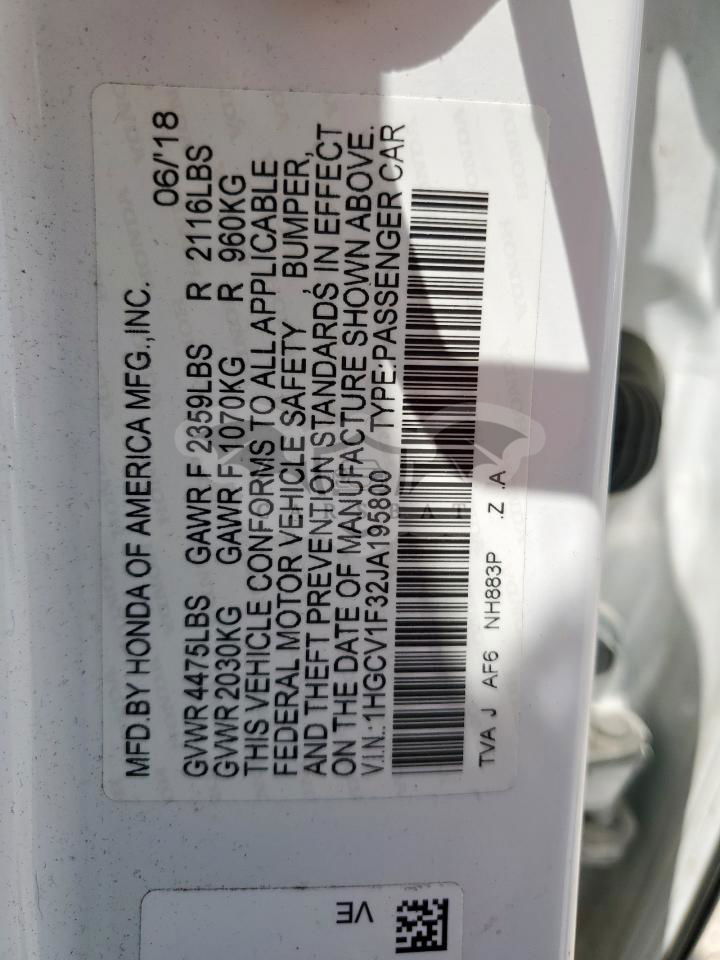 MFD.BY HONDA OF AMERICA MFG.,INC. 06/'18
GVWR 4475LBS GAWR F 2359LBS R 2116LBS
GVWR 2030KG GAWR F 1070KG R 960KG
THIS VEHICLE CONFORMS TO ALL APPLICABLE
FEDERAL MOTOR VEHICLE SAFETY, BUMPER,
AND THEFT PREVENTION STANDARDS IN EFFECT
ON THE DATE OF MANUFACTURE SHOWN ABOVE.
V.I.N.:1HGCV1F32JA195800 TYPE:PASSENGER CAR
TVA J AF6 NH883P .Z .A
VE